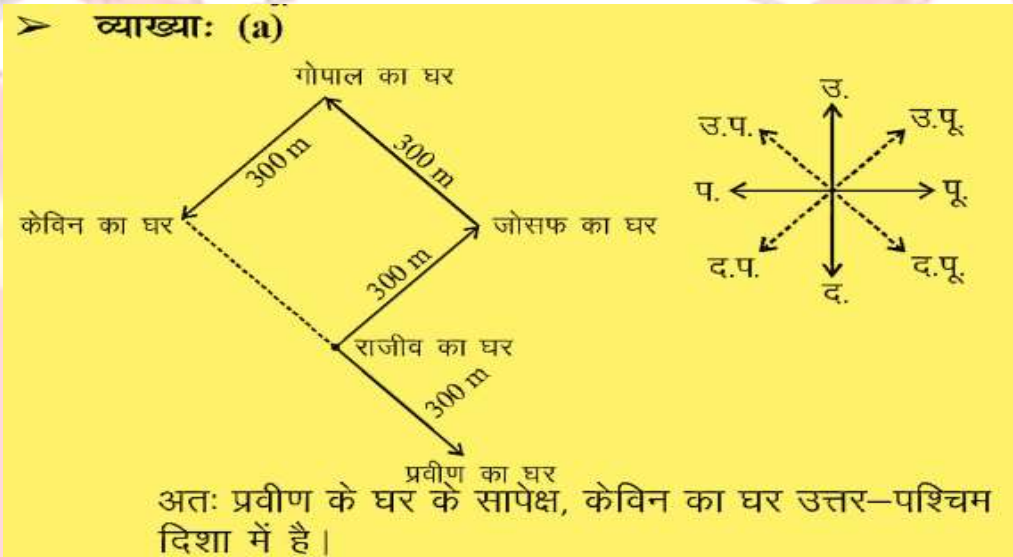 ➢ व्याख्याः (a)
गोपाल का घर
300 m
300 m
केविन का घर
जोसफ का घर
300 m
राजीव का घर
300 m
प्रवीण का घर
उ.
उ.प.
उ.पू.
प.
पू.
द.प.
द.पू.
द.
अतः प्रवीण के घर के सापेक्ष, केविन का घर उत्तर–पश्चिम
दिशा में है।